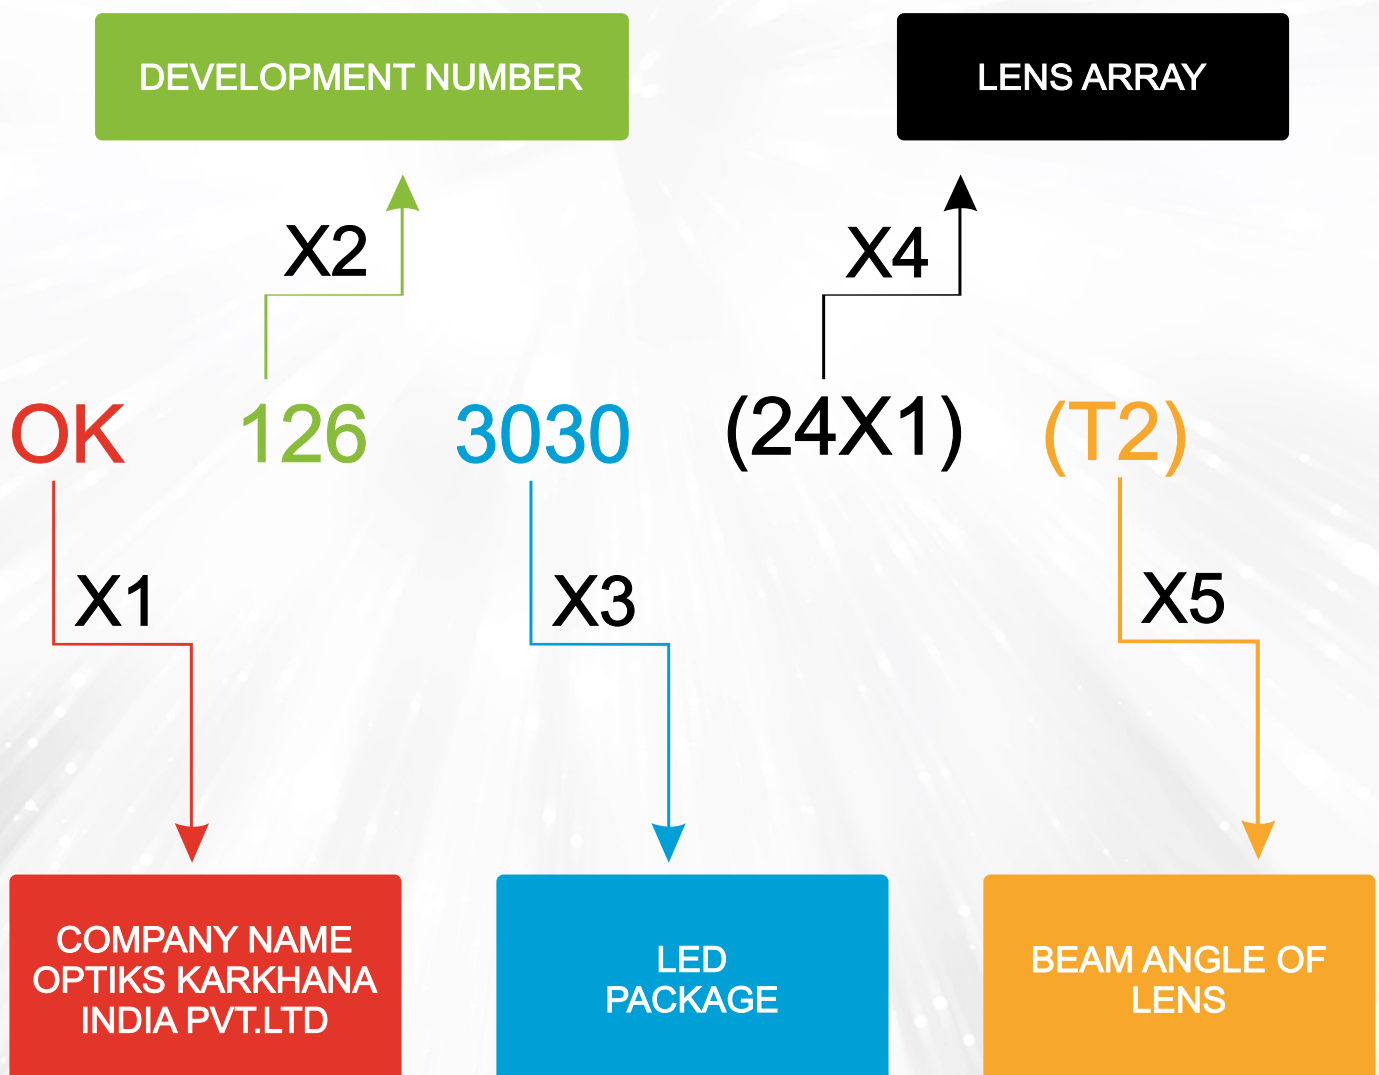 DEVELOPMENT NUMBER
LENS ARRAY
X2
X4
OK 126 3030 (24X1) (T2)
X1
X3
X5
COMPANY NAME
OPTIKS KARKHANA
INDIA PVT.LTD
LED
PACKAGE
BEAM ANGLE OF
LENS